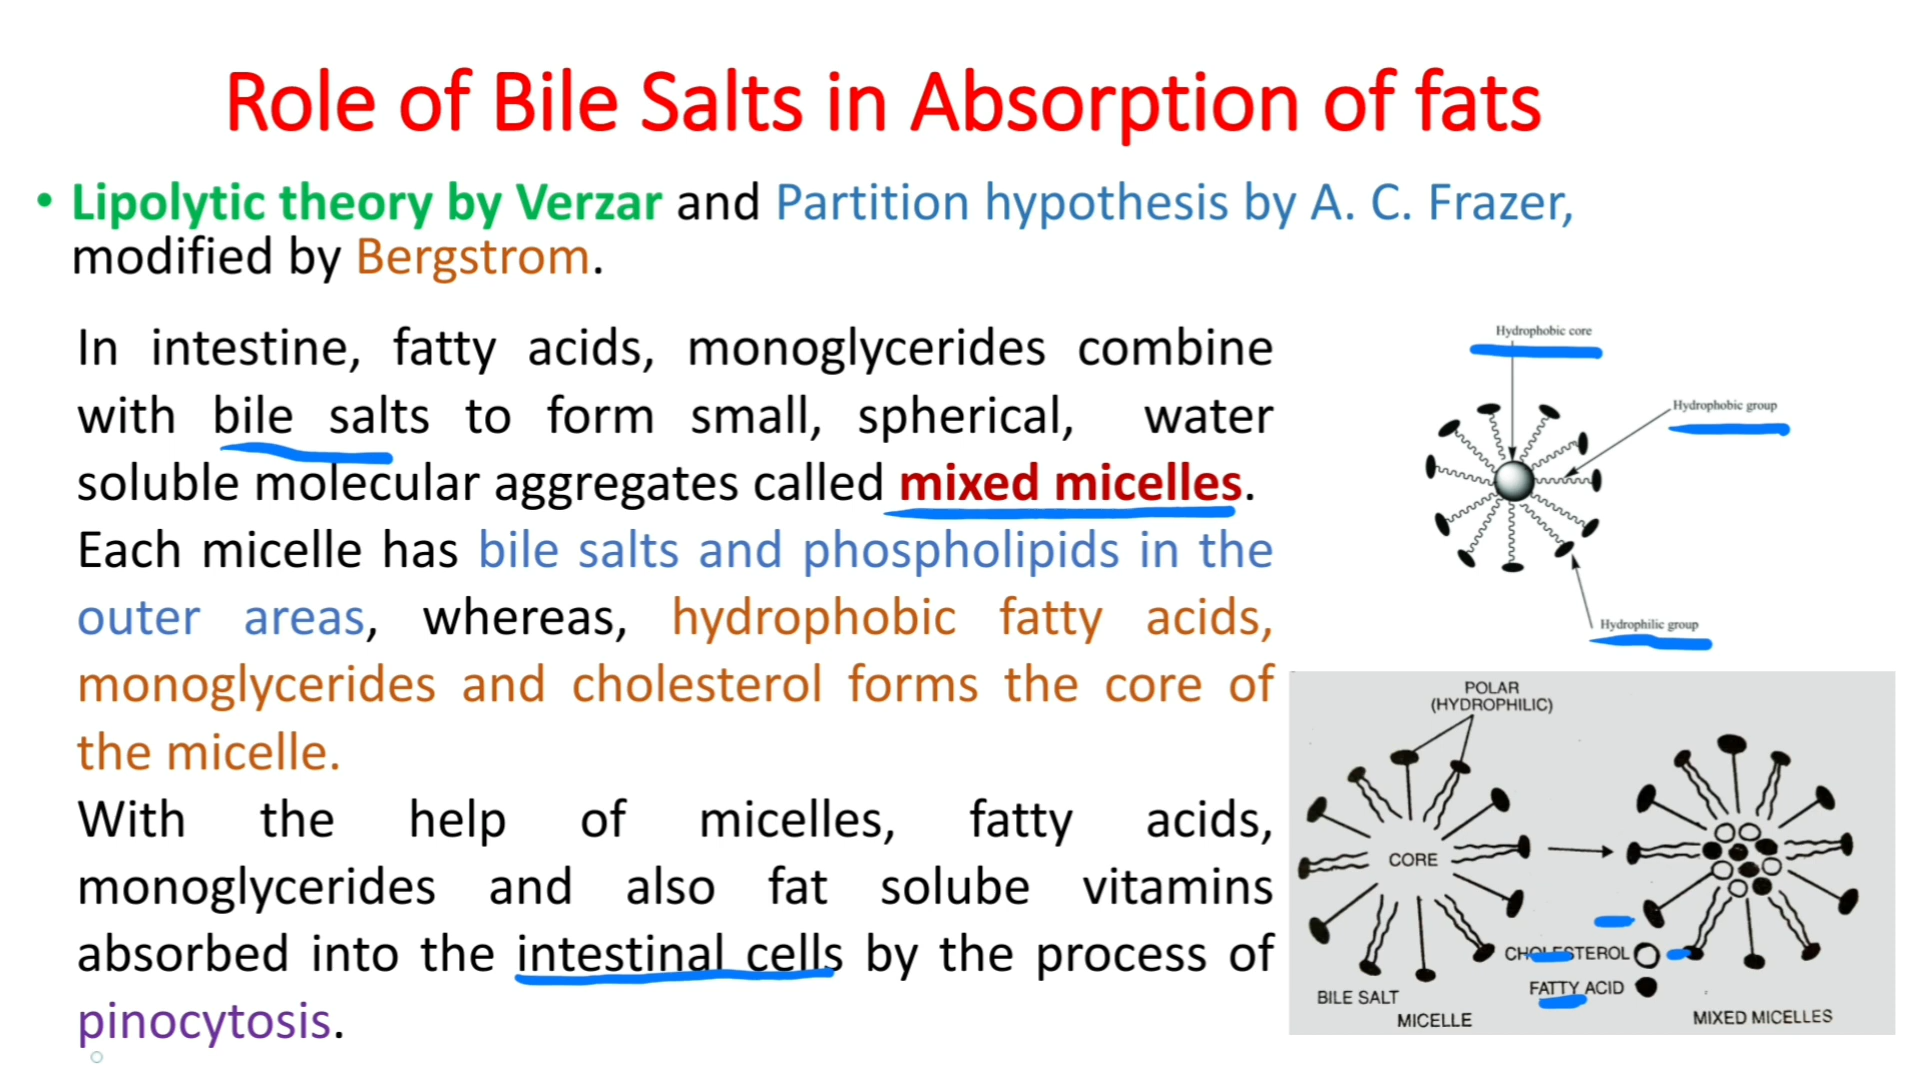 Role of Bile Salts in Absorption of fats
• Lipolytic theory by Verzar and Partition hypothesis by A. C. Frazer,
modified by Bergstrom.
In intestine, fatty acids, monoglycerides combine
with bile salts to form small, spherical, water
soluble molecular aggregates called mixed micelles.
Each micelle has bile salts and phospholipids in the
outer areas, whereas, hydrophobic fatty acids,
monoglycerides and cholesterol forms the core of
the micelle.
With the help of micelles, fatty acids,
monoglycerides and also fat solube vitamins
absorbed into the intestinal cells by the process of
pinocytosis.
Hydrophobic core
Hydrophobic group
Hydrophilic group
POLAR
(HYDROPHILIC)
CORE
CHOLESTEROL
FATTY ACID
BILE SALT
MICELLE
MIXED MICELLES